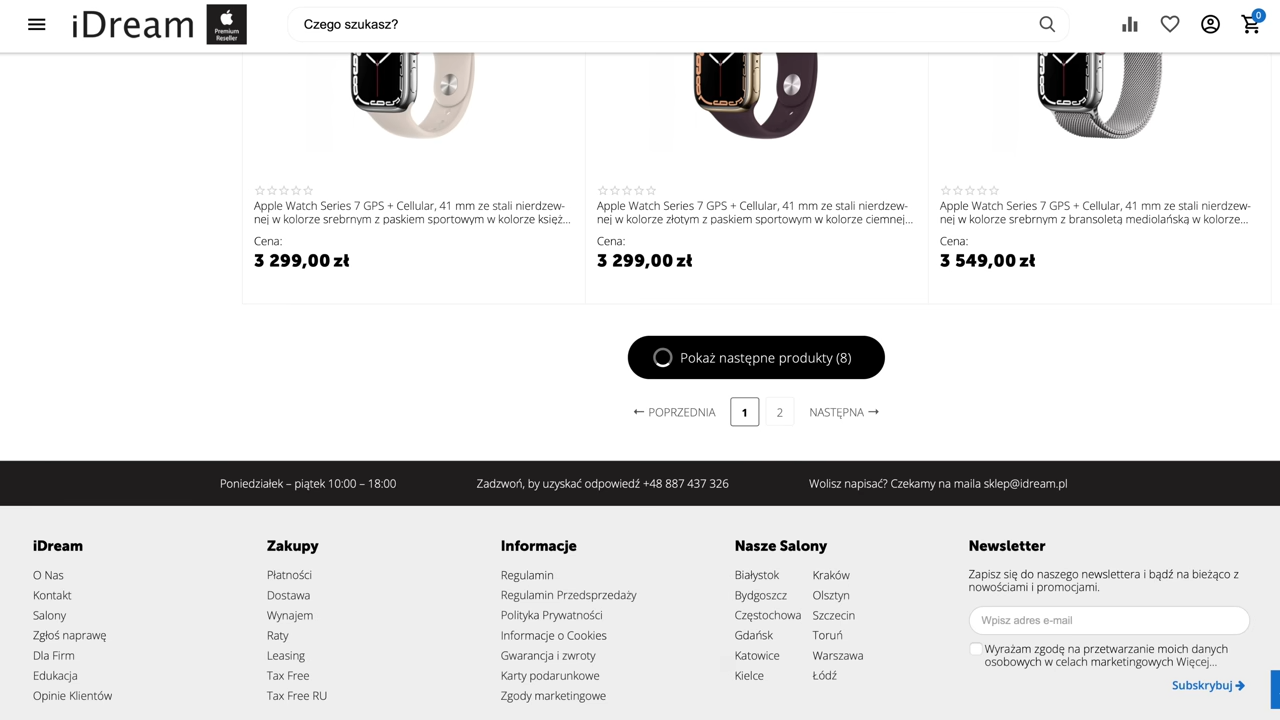 iDream
Premium
Reseller
Czego szukasz?
0
Apple Watch Series 7 GPS + Cellular, 41 mm ze stali nierdzew-
nej w kolorze srebrnym z paskiem sportowym w kolorze księż...
Cena:
3 299,00 zł
Apple Watch Series 7 GPS + Cellular, 41 mm ze stali nierdzew-
nej w kolorze złotym z paskiem sportowym w kolorze ciemnej...
Cena:
3 299,00 zł
Apple Watch Series 7 GPS + Cellular, 41 mm ze stali nierdzew-
nej w kolorze srebrnym z bransoletą mediolańską w kolorze...
Cena:
3 549,00 zł
Pokaż następne produkty (8)
← POPRZEDNIA 1 2 NASTĘPNA →
Poniedziałek – piątek 10:00 – 18:00
Zadzwoń, by uzyskać odpowiedź +48 887 437 326
Wolisz napisać? Czekamy na maila sklep@idream.pl
iDream
O Nas
Kontakt
Salony
Zgłoś naprawę
Dla Firm
Edukacja
Opinie Klientów
Zakupy
Płatności
Dostawa
Wynajem
Raty
Leasing
Tax Free
Tax Free RU
Informacje
Regulamin
Regulamin Przedsprzedaży
Polityka Prywatności
Informacje o Cookies
Gwarancja i zwroty
Karty podarunkowe
Zgody marketingowe
Nasze Salony
Białystok
Bydgoszcz
Częstochowa
Gdańsk
Katowice
Kielce
Kraków
Olsztyn
Szczecin
Toruń
Warszawa
Łódź
Newsletter
Zapisz się do naszego newslettera i bądź na bieżąco z
nowościami i promocjami.
Wpisz adres e-mail
Wyrażam zgodę na przetwarzanie moich danych
osobowych w celach marketingowych Więcej...
Subskrybuj →